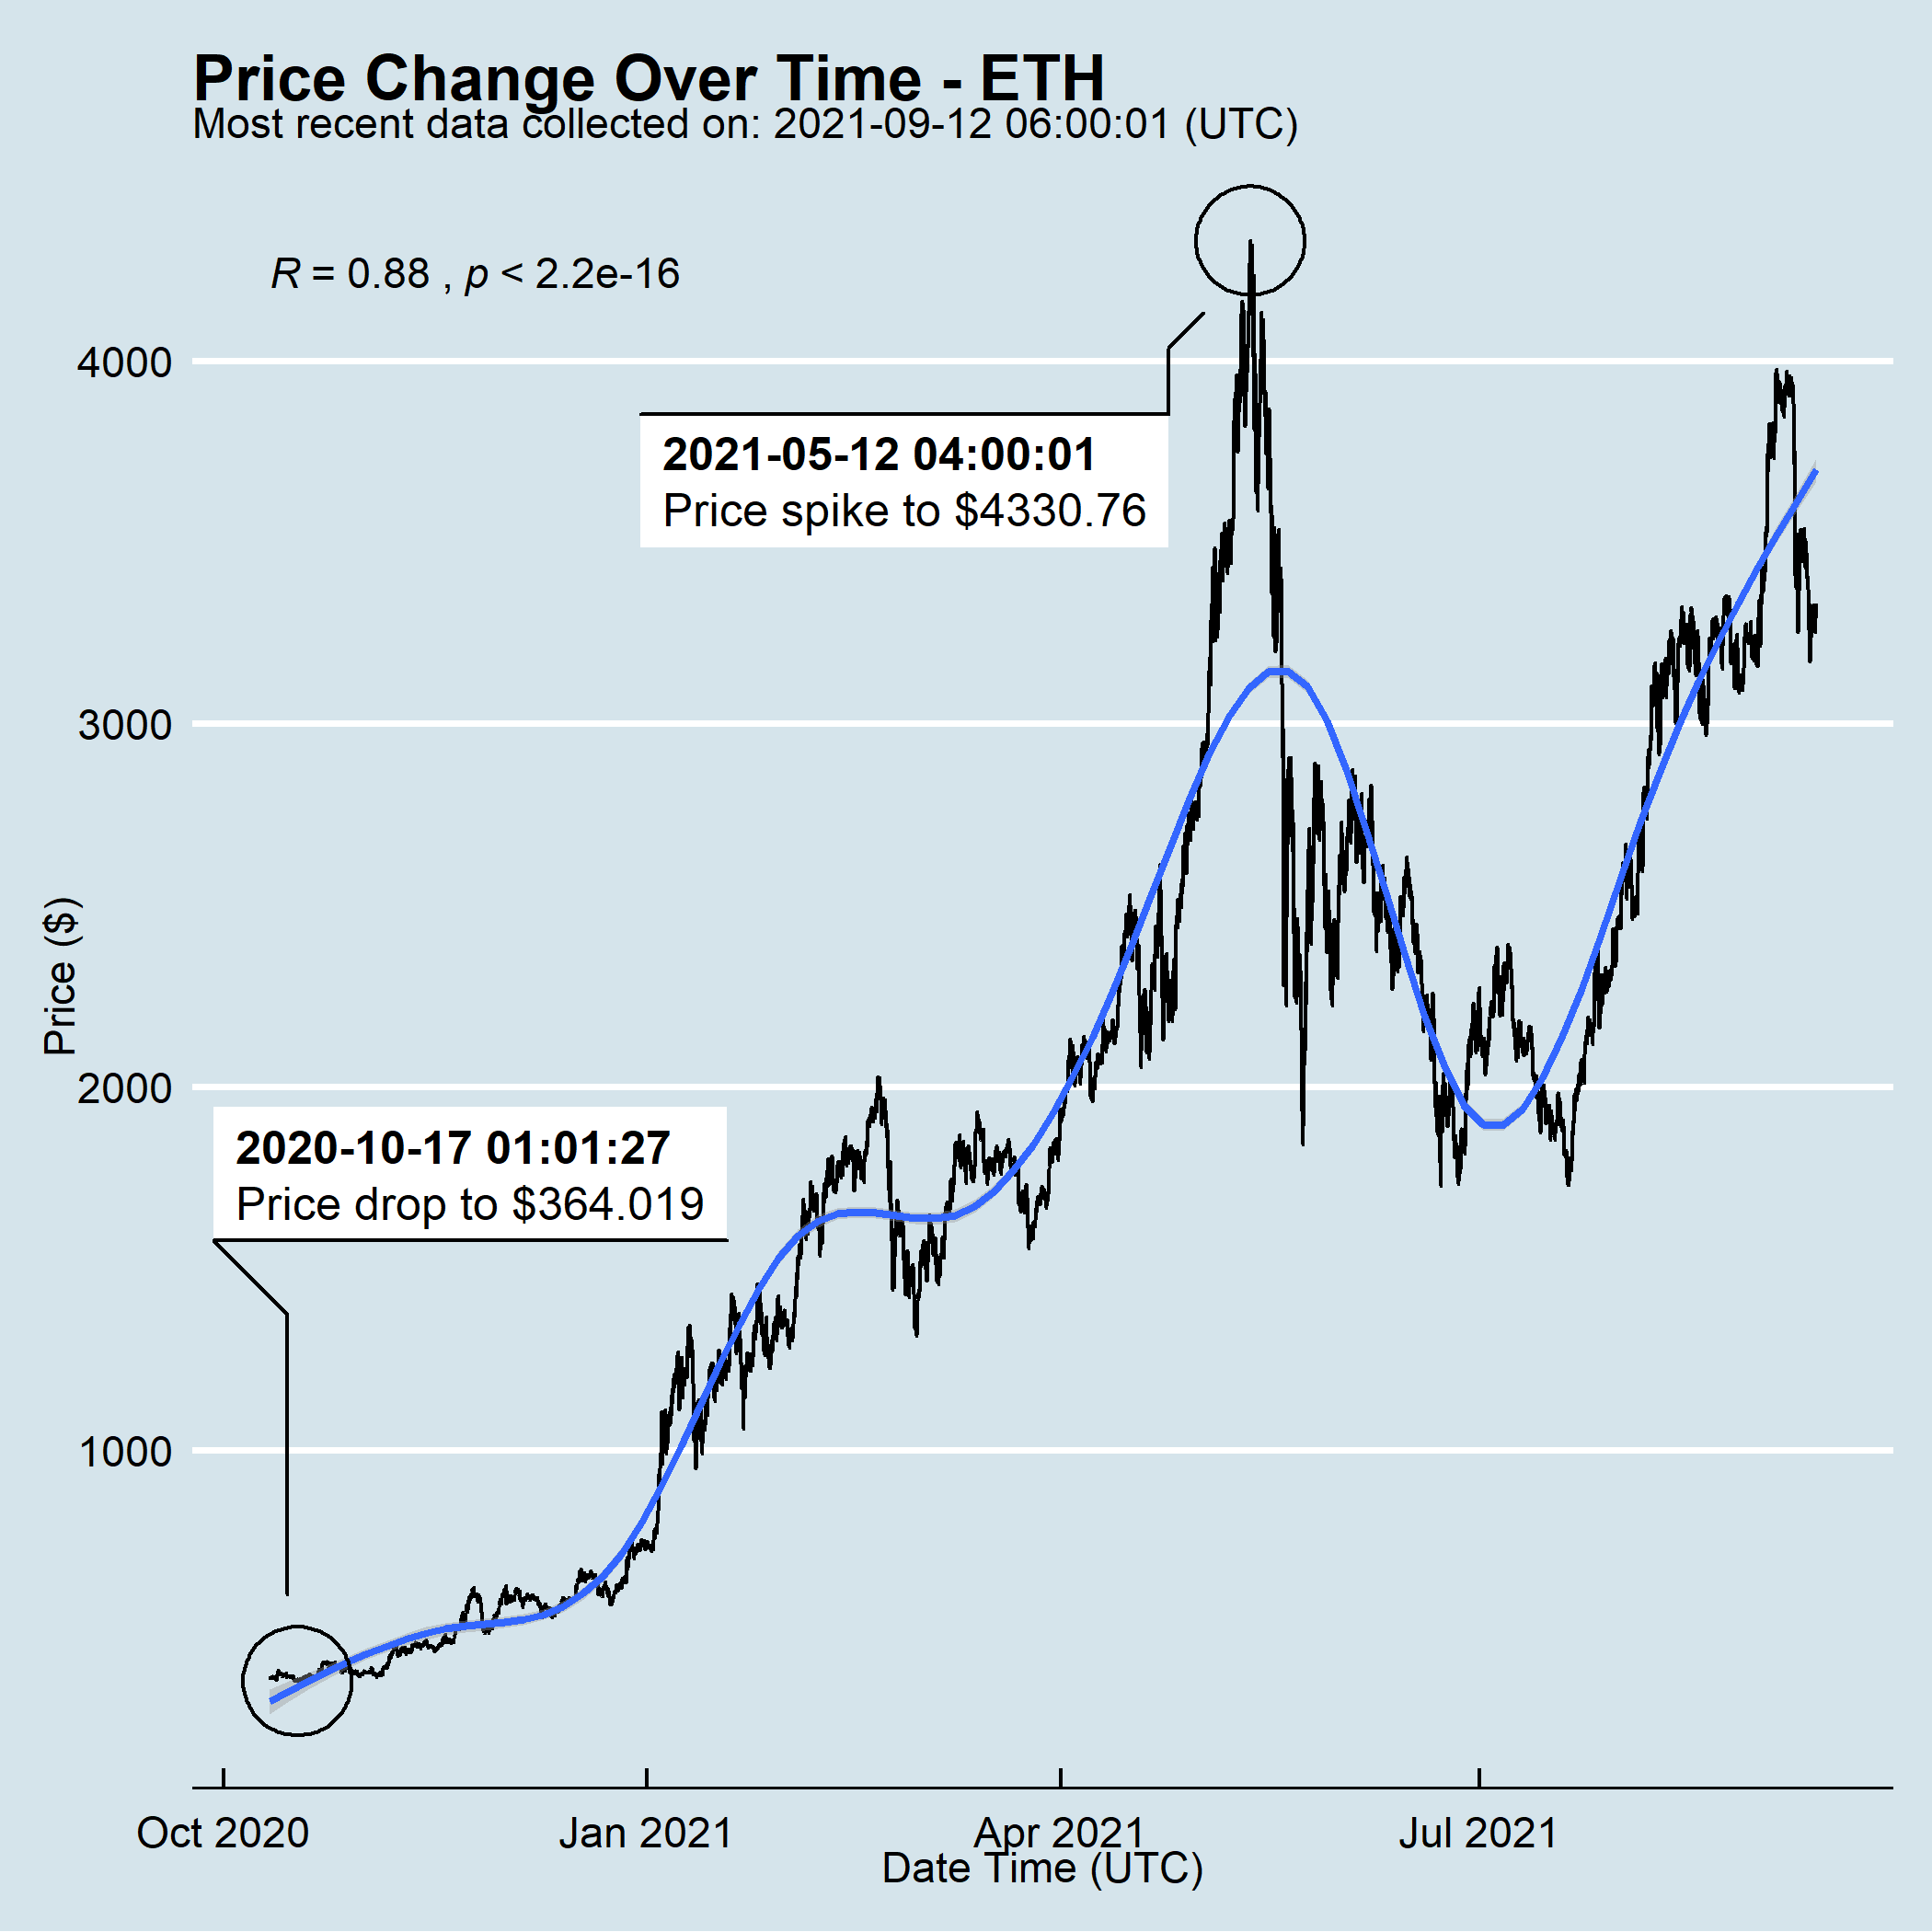 Price Change Over Time - ETH
Most recent data collected on: 2021-09-12 06:00:01 (UTC)
R = 0.88 , p < 2.2e-16
4000
2021-05-12 04:00:01
Price spike to $4330.76
3000
Price ($)
2000
2020-10-17 01:01:27
Price drop to $364.019
1000
Oct 2020 Jan 2021 Apr 2021 Jul 2021
Date Time (UTC)